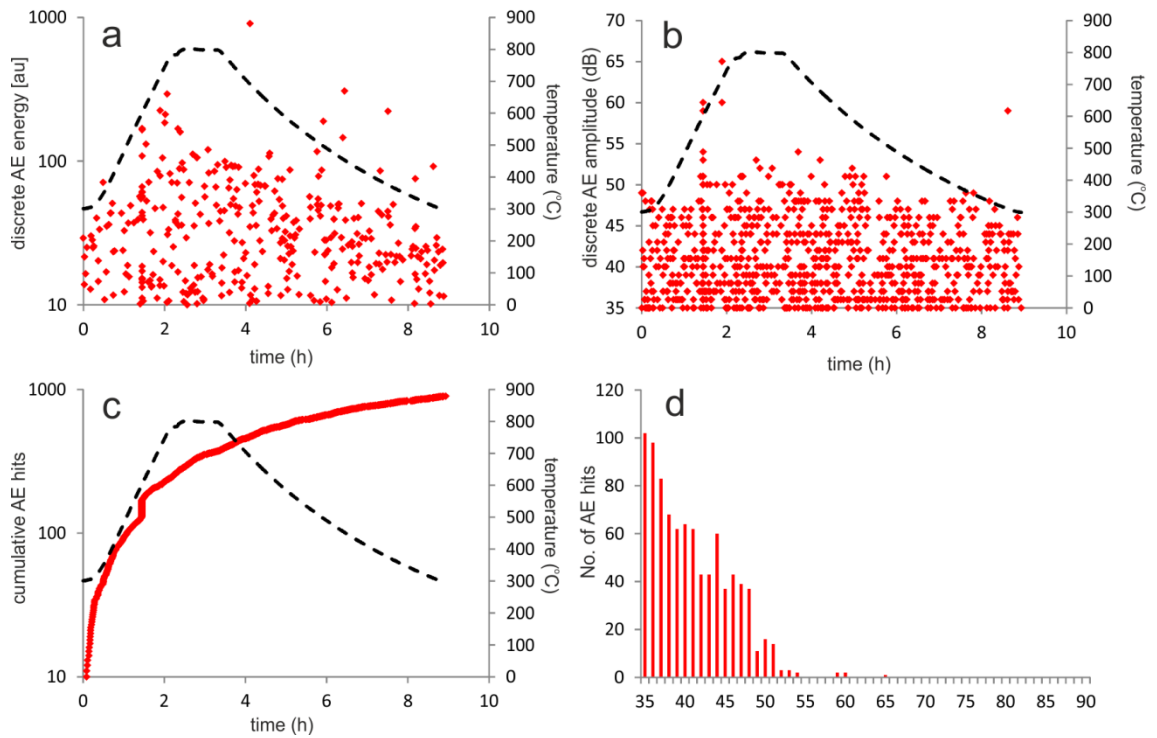 a
discrete AE energy [au]
1000
100
10
900
800
700
600
500
400
300
200
100
0
temperature (°C)
0 2 4 6 8 10
time (h)
b
discrete AE amplitude (dB)
70
65
60
55
50
45
40
35
900
800
700
600
500
400
300
200
100
0
temperature (°C)
0 2 4 6 8 10
time (h)
c
cumulative AE hits
1000
100
10
900
800
700
600
500
400
300
200
100
0
temperature (°C)
0 2 4 6 8 10
time (h)
d
No. of AE hits
120
100
80
60
40
20
0
35 40 45 50 55 60 65 70 75 80 85 90